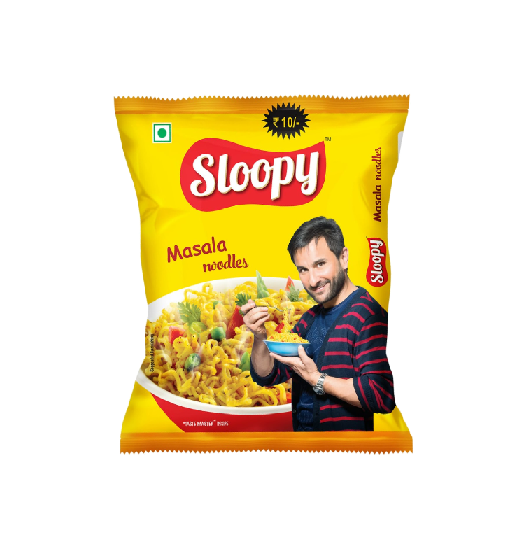 ₹ 10/-
Sloopy
TM
Masala
noodles
Sloopy
Masala noodles